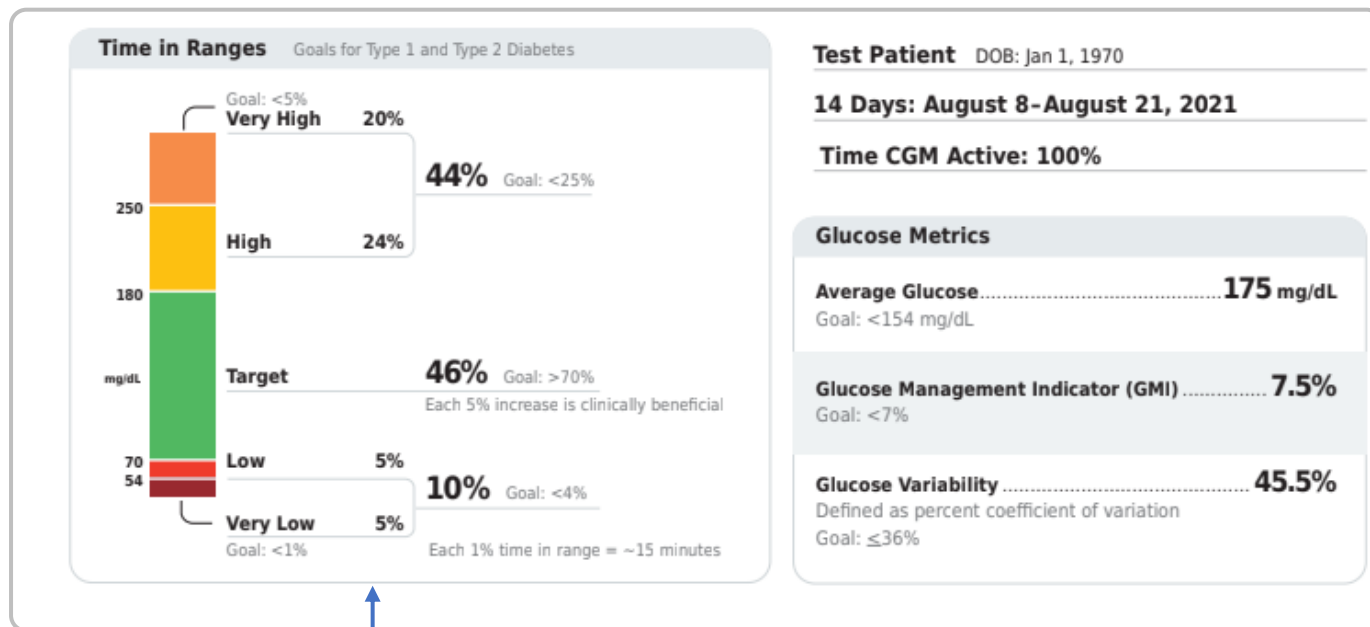 Time in Ranges Goals for Type 1 and Type 2 Diabetes
Goal: <5%
Very High 20%
44% Goal: <25%
250
High 24%
180
mg/dL
Target 46% Goal: >70%
Each 5% increase is clinically beneficial
70
Low 5%
54
10% Goal: <4%
Very Low 5%
Goal: <1%
Each 1% time in range = ~15 minutes
Test Patient DOB: Jan 1, 1970
14 Days: August 8–August 21, 2021
Time CGM Active: 100%
Glucose Metrics
Average Glucose............................................175 mg/dL
Goal: <154 mg/dL
Glucose Management Indicator (GMI) ............... 7.5%
Goal: <7%
Glucose Variability ............................................ 45.5%
Defined as percent coefficient of variation
Goal: ≤36%